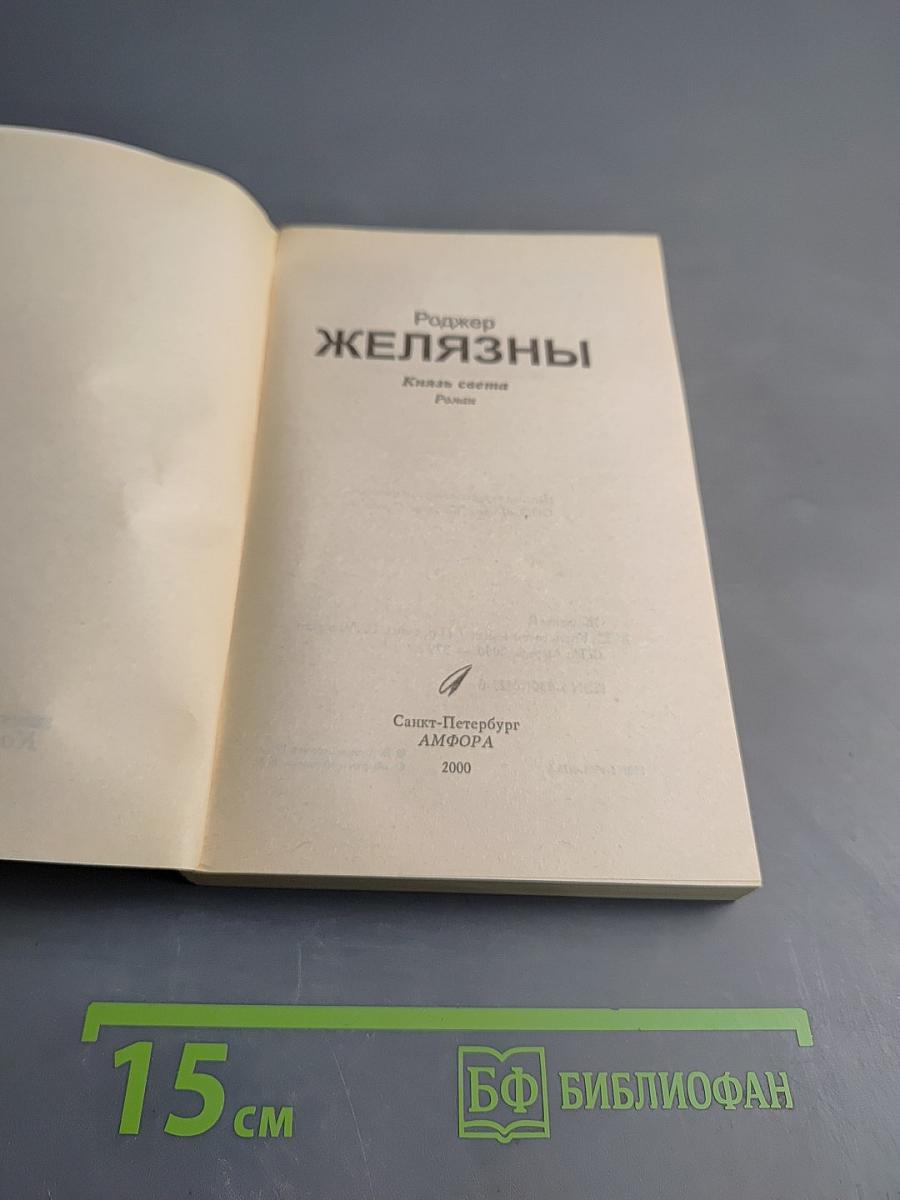 Роджер
ЖЕЛЯЗНЫ
Князь света
Роман
Санкт-Петербург
АМФОРА
2000
15 см
БФ БИБЛИОФАН